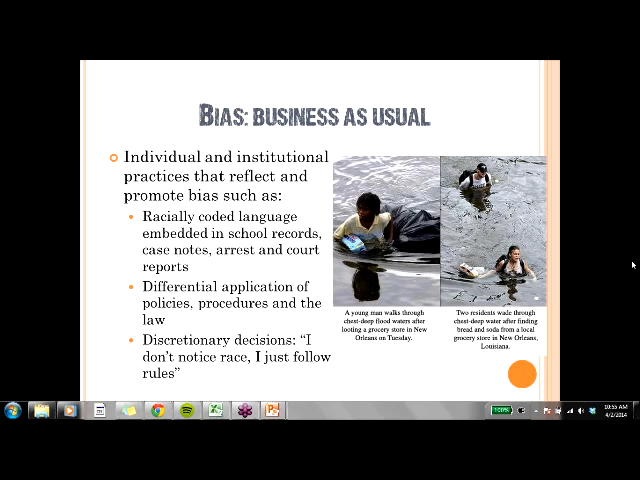 BIAS: BUSINESS AS USUAL
Individual and institutional
practices that reflect and
promote bias such as:
Racially coded language
embedded in school records,
case notes, arrest and court
reports
Differential application of
policies, procedures and the
law
Discretionary decisions: “I
don’t notice race, I just follow
rules”
A young man walks through
chest-deep flood waters after
looting a grocery store in New
Orleans on Tuesday.
Two residents wade through
chest-deep water after finding
bread and soda from a local
grocery store in New Orleans,
Louisiana.
100%
10:55 AM
4/2/2014